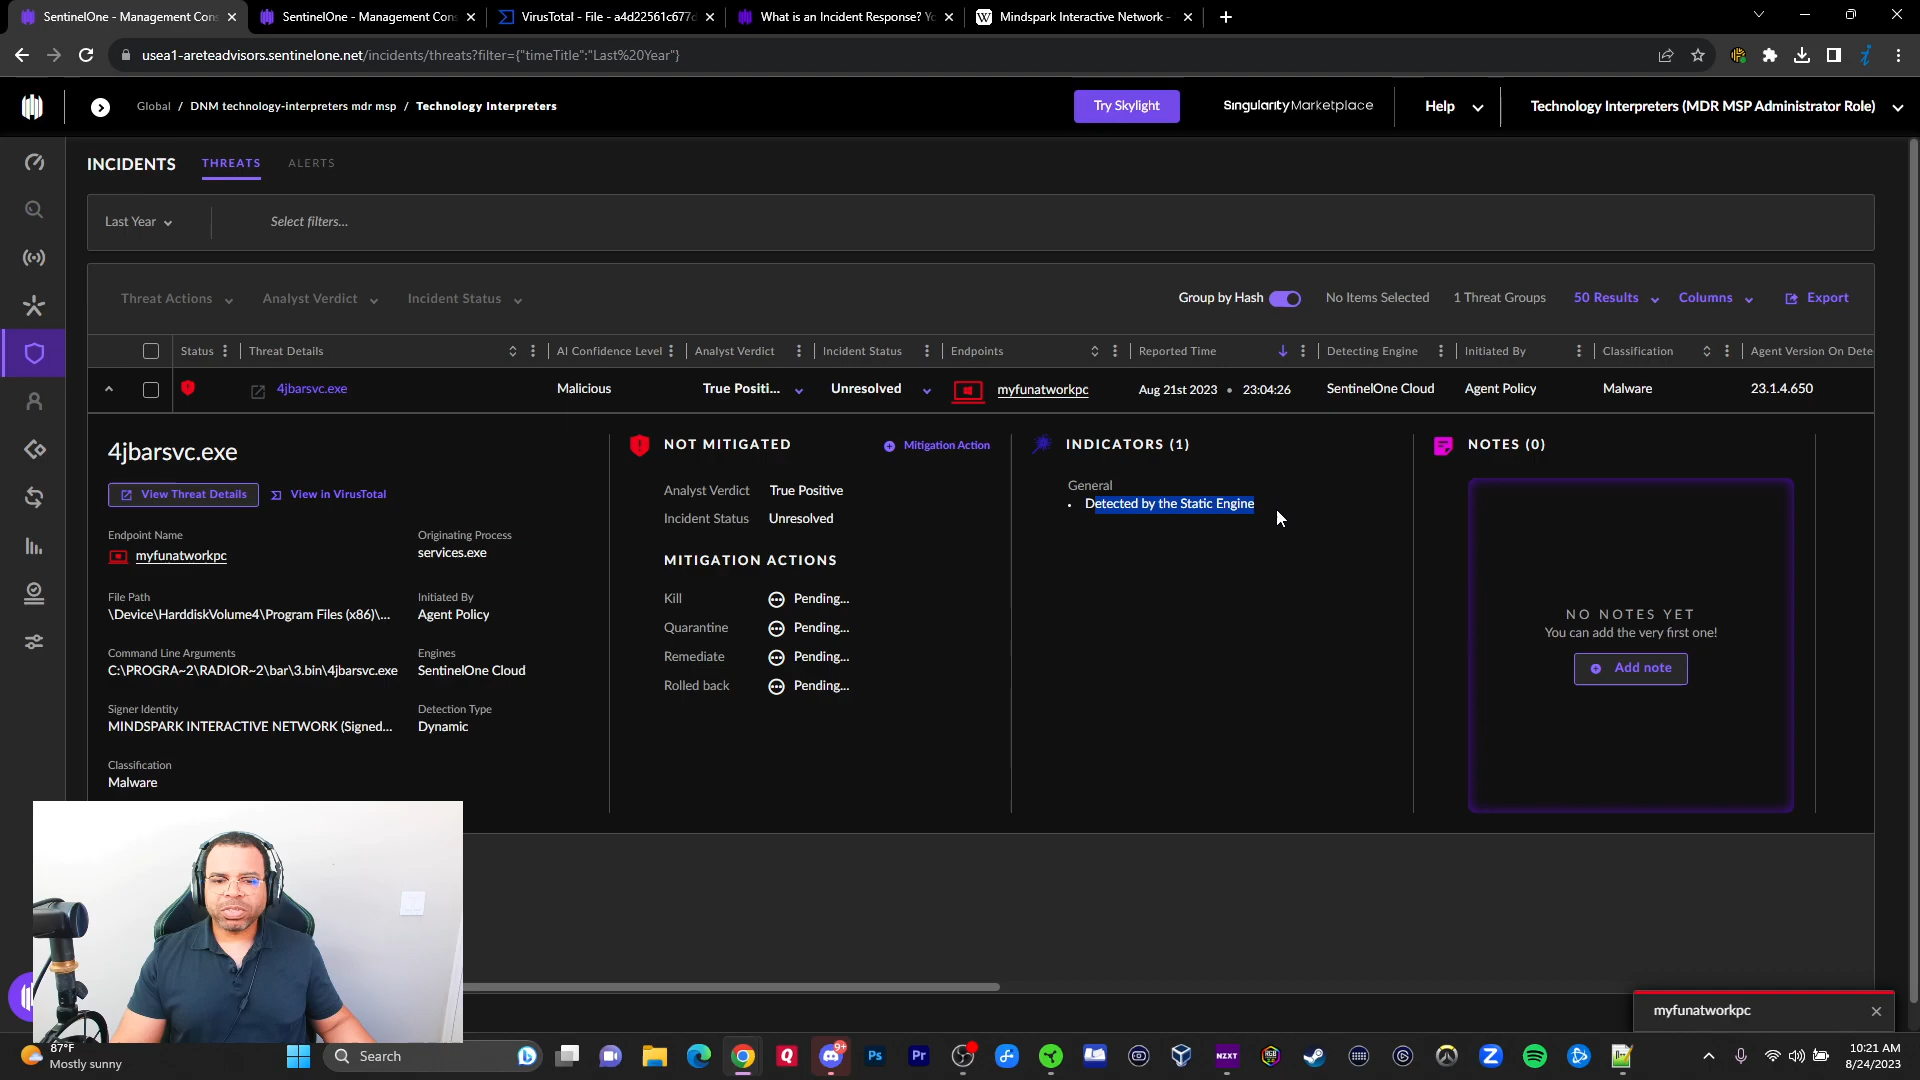 SentinelOne - Management Cons
SentinelOne - Management Cons
VirusTotal - File - a4d22561c677d
What is an Incident Response? Yo
Mindspark Interactive Network -
usea1-areteadvisors.sentinelone.net/incidents/threats?filter={"timeTitle":"Last%20Year"}
Global / DNM technology-interpreters mdr msp / Technology Interpreters
Try Skylight
Singularity Marketplace
Help
Technology Interpreters (MDR MSP Administrator Role)
INCIDENTS THREATS ALERTS
Last Year Select filters...
Threat Actions Analyst Verdict Incident Status
Group by Hash No Items Selected 1 Threat Groups 50 Results Columns Export
Status Threat Details AI Confidence Level Analyst Verdict Incident Status Endpoints Reported Time Detecting Engine Initiated By Classification Agent Version On Dete
4jbarsvc.exe Malicious True Positi... Unresolved myfunatworkpc Aug 21st 2023 • 23:04:26 SentinelOne Cloud Agent Policy Malware 23.1.4.650
4jbarsvc.exe
View Threat Details View in VirusTotal
Endpoint Name
myfunatworkpc
Originating Process
services.exe
File Path
\Device\HarddiskVolume4\Program Files (x86)\...
Initiated By
Agent Policy
Command Line Arguments
C:\PROGRA~2\RADIOR~2\bar\3.bin\4jbarsvc.exe
Engines
SentinelOne Cloud
Signer Identity
MINDSPARK INTERACTIVE NETWORK (Signed...
Detection Type
Dynamic
Classification
Malware
NOT MITIGATED Mitigation Action
Analyst Verdict True Positive
Incident Status Unresolved
MITIGATION ACTIONS
Kill Pending...
Quarantine Pending...
Remediate Pending...
Rolled back Pending...
INDICATORS (1)
General
• Detected by the Static Engine
NOTES (0)
NO NOTES YET
You can add the very first one!
Add note
myfunatworkpc
87°F
Mostly sunny
Search
9+
Ps
Pr
NZXT
10:21 AM
8/24/2023